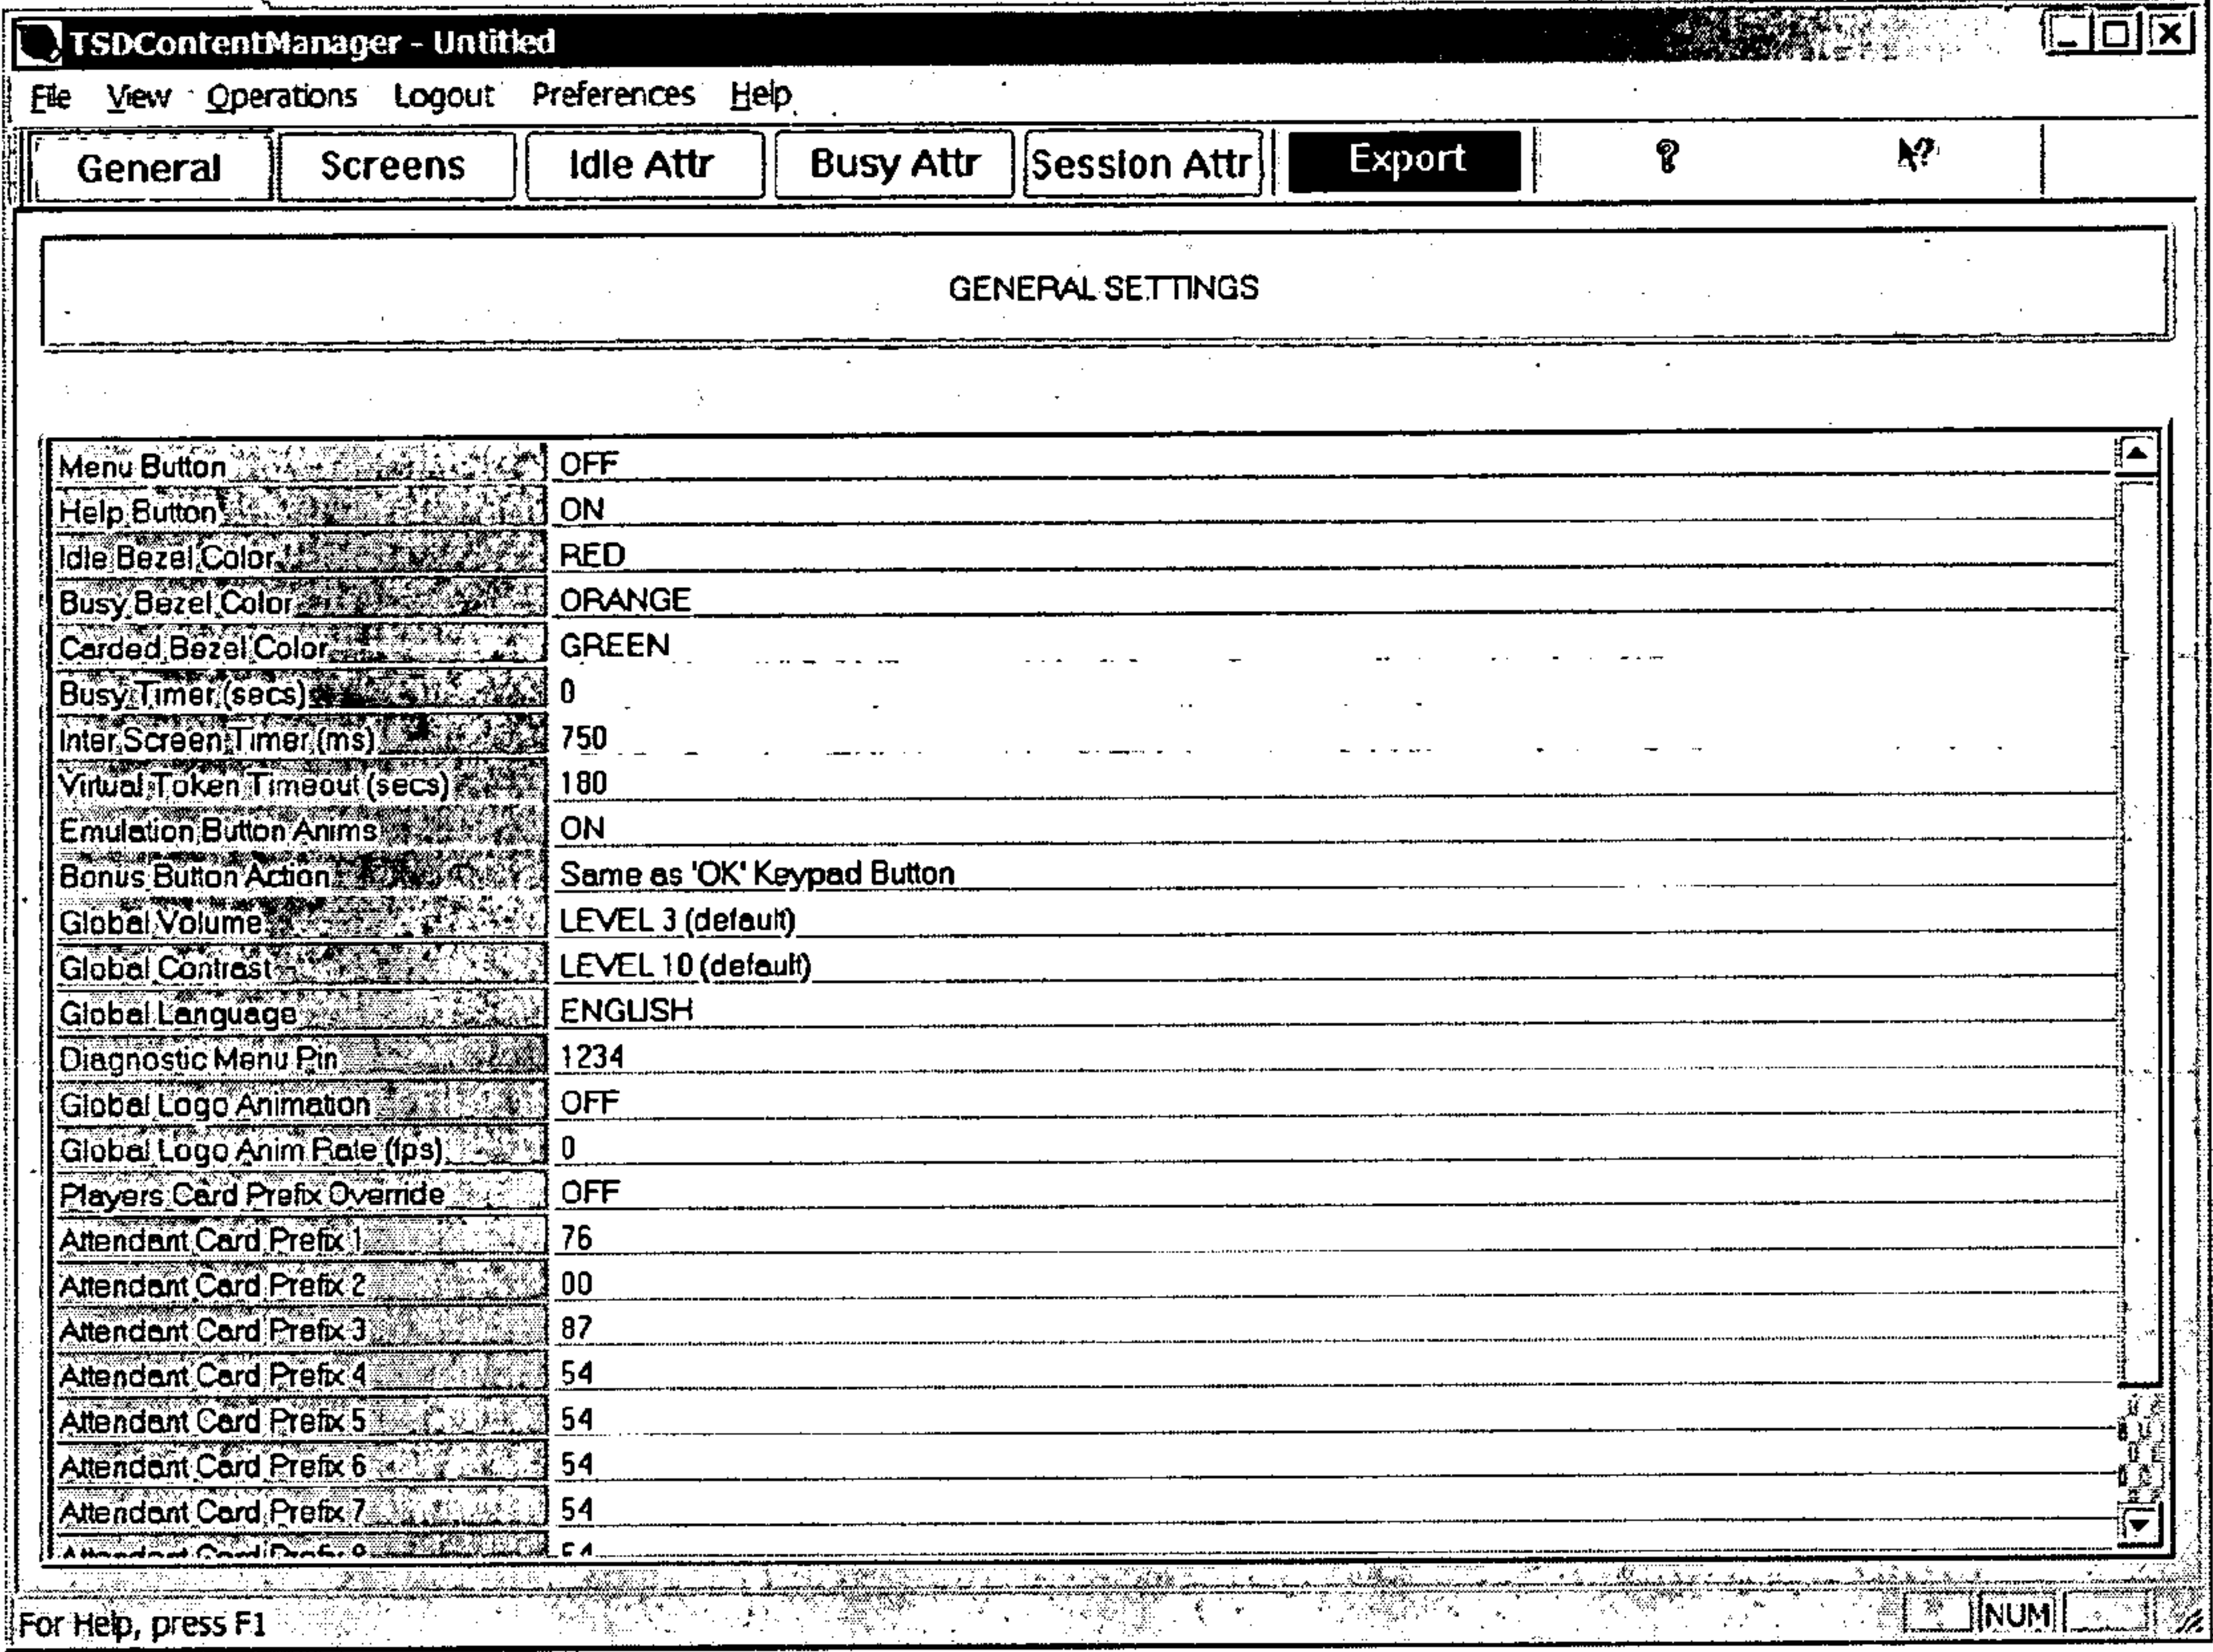 TSDContentManager - Untitled
File View Operations Logout Preferences Help
General Screens Idle Attr Busy Attr Session Attr Export
GENERAL SETTINGS
Menu Button OFF
Help Button ON
Idle Bezel Color RED
Busy Bezel Color ORANGE
Carded Bezel Color GREEN
Busy Timer (secs) 0
Inter Screen Timer (ms) 750
Virtual Token Timeout (secs) 180
Emulation Button Anims ON
Bonus Button Action Same as 'OK' Keypad Button
Global Volume LEVEL 3 (default)
Global Contrast LEVEL 10 (default)
Global Language ENGLISH
Diagnostic Menu Pin 1234
Global Logo Animation OFF
Global Logo Anim Rate (fps) 0
Players Card Prefix Override OFF
Attendant Card Prefix 1 76
Attendant Card Prefix 2 00
Attendant Card Prefix 3 87
Attendant Card Prefix 4 54
Attendant Card Prefix 5 54
Attendant Card Prefix 6 54
Attendant Card Prefix 7 54
Attendant Card Prefix 8 54
For Help, press F1 NUM